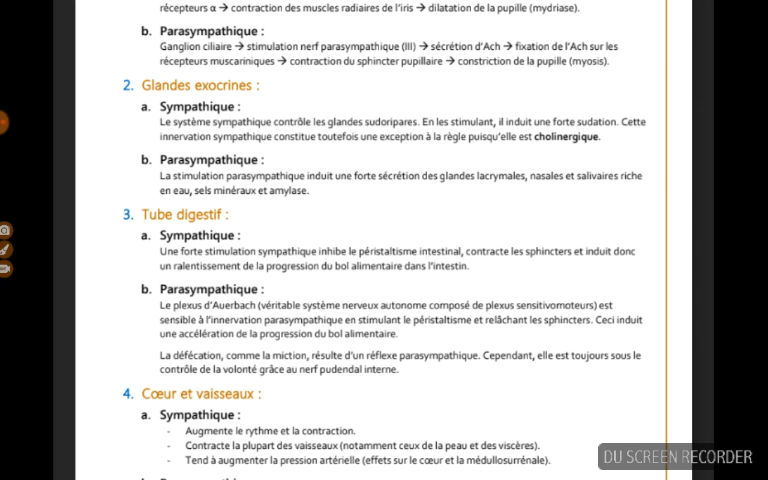 récepteurs α → contraction des muscles radiaires de l'iris → dilatation de la pupille (mydriase).
b. Parasympathique :
Ganglion ciliaire → stimulation nerf parasympathique (III) → sécrétion d'Ach → fixation de l'Ach sur les
récepteurs muscariniques → contraction du sphincter pupillaire → constriction de la pupille (myosis).
2. Glandes exocrines :
a. Sympathique :
Le système sympathique contrôle les glandes sudoripares. En les stimulant, il induit une forte sudation. Cette
innervation sympathique constitue toutefois une exception à la règle puisqu'elle est cholinergique.
b. Parasympathique :
La stimulation parasympathique induit une forte sécrétion des glandes lacrymales, nasales et salivaires riche
en eau, sels minéraux et amylase.
3. Tube digestif :
a. Sympathique :
Une forte stimulation sympathique inhibe le péristaltisme intestinal, contracte les sphincters et induit donc
un ralentissement de la progression du bol alimentaire dans l'intestin.
b. Parasympathique :
Le plexus d'Auerbach (véritable système nerveux autonome composé de plexus sensitivomoteurs) est
sensible à l'innervation parasympathique en stimulant le péristaltisme et relâchant les sphincters. Ceci induit
une accélération de la progression du bol alimentaire.
La défécation, comme la miction, résulte d'un réflexe parasympathique. Cependant, elle est toujours sous le
contrôle de la volonté grâce au nerf pudendal interne.
4. Cœur et vaisseaux :
a. Sympathique :
- Augmente le rythme et la contraction.
- Contracte la plupart des vaisseaux (notamment ceux de la peau et des viscères).
- Tend à augmenter la pression artérielle (effets sur le cœur et la médullosurrénale).
DU SCREEN RECORDER